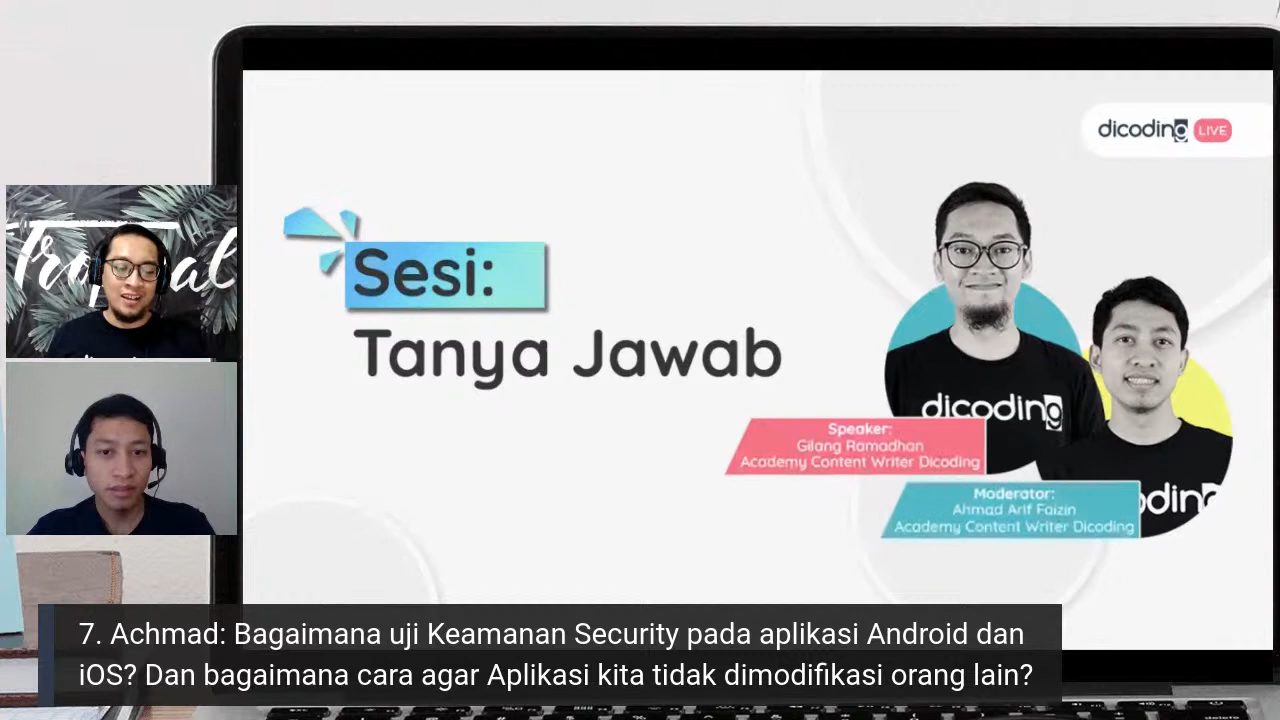 dicoding LIVE
Sesi:
Tanya Jawab
Tropical
dicoding
Speaker:
Gilang Ramadhan
Academy Content Writer Dicoding
Moderator:
Ahmad Arif Faizin
Academy Content Writer Dicoding
7. Achmad: Bagaimana uji Keamanan Security pada aplikasi Android dan
iOS? Dan bagaimana cara agar Aplikasi kita tidak dimodifikasi orang lain?
delete